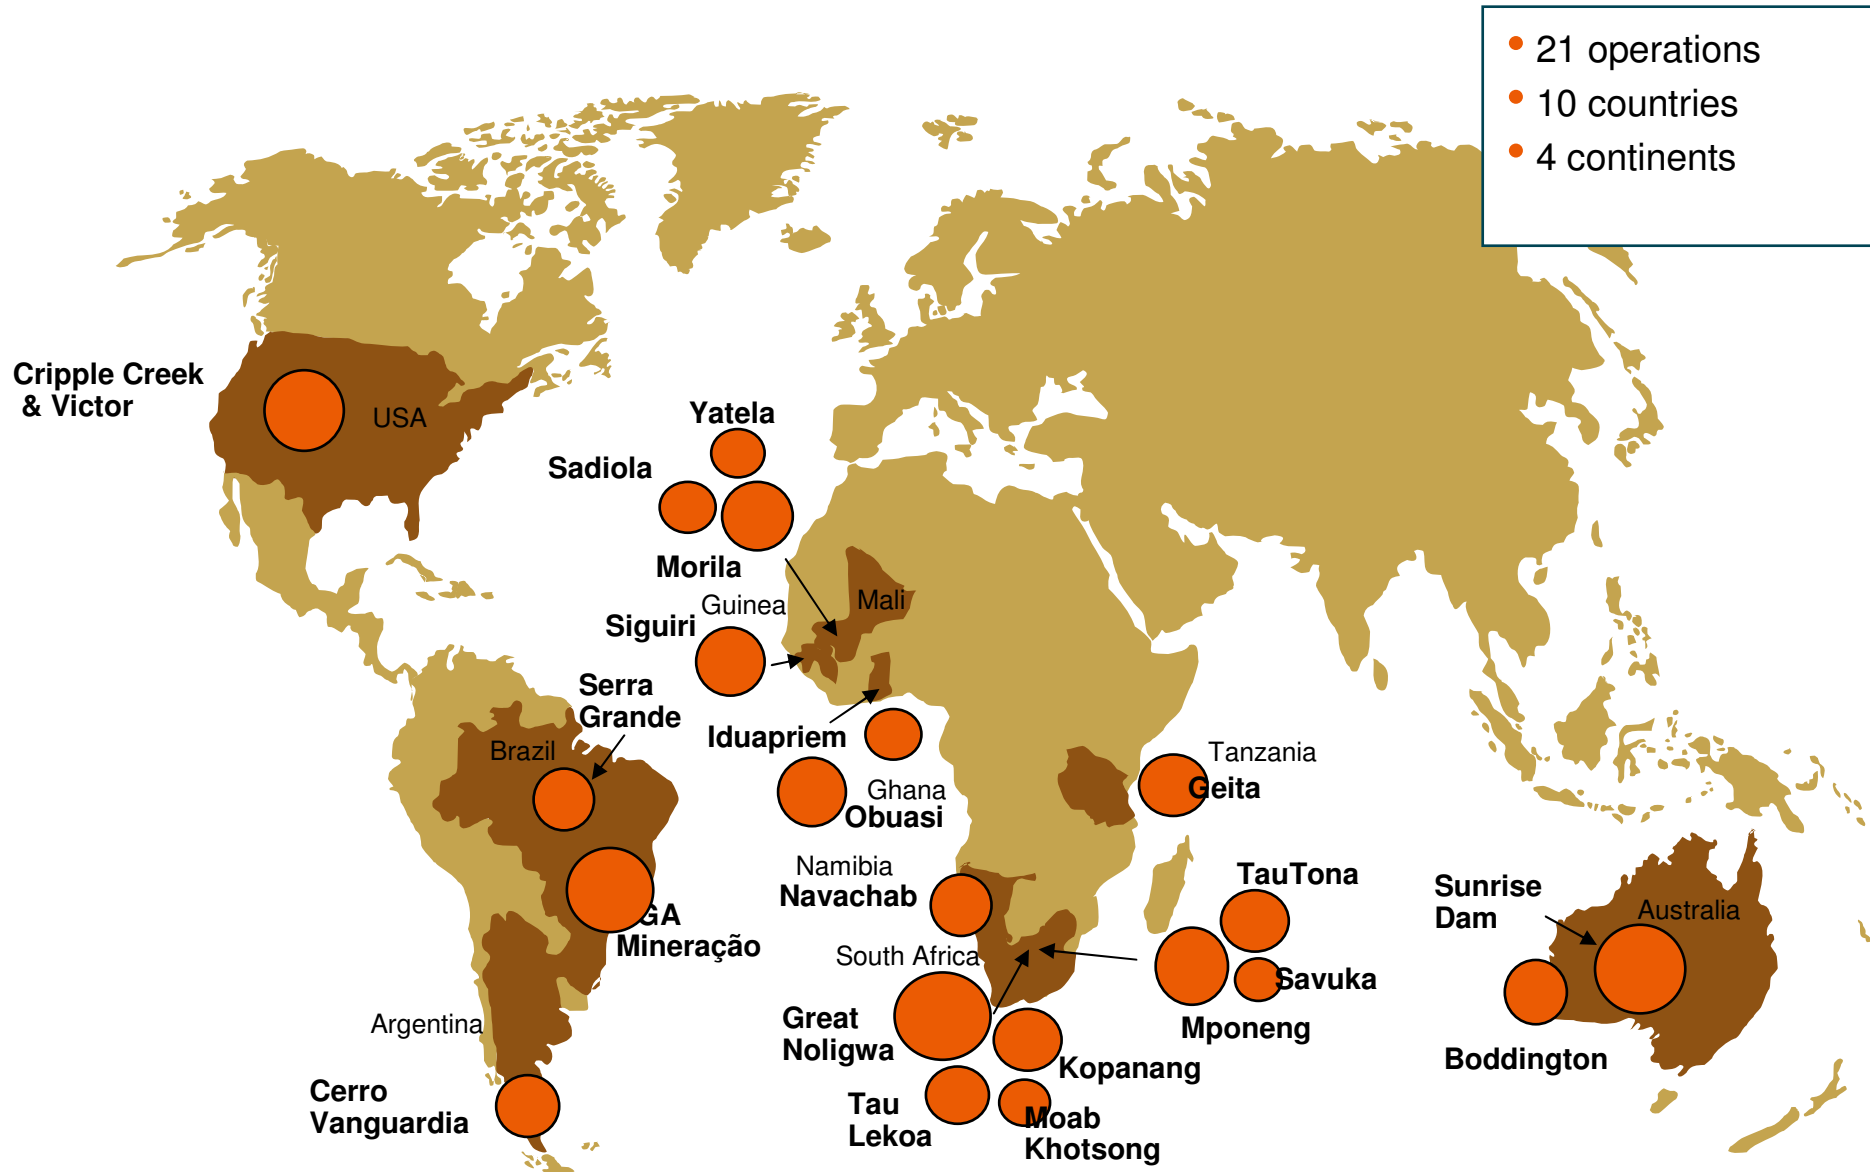 • 21 operations
• 10 countries
• 4 continents
Cripple Creek
& Victor
USA
Yatela
Sadiola
Morila
Guinea
Mali
Siguiri
Serra
Grande
Brazil
Iduapriem
Ghana
Obuasi
Tanzania
Geita
Namibia
Navachab
GA
Mineração
TauTona
Sunrise
Dam
Australia
South Africa
Savuka
Great
Noligwa
Mponeng
Kopanang
Boddington
Argentina
Cerro
Vanguardia
Tau
Lekoa
Moab
Khotsong